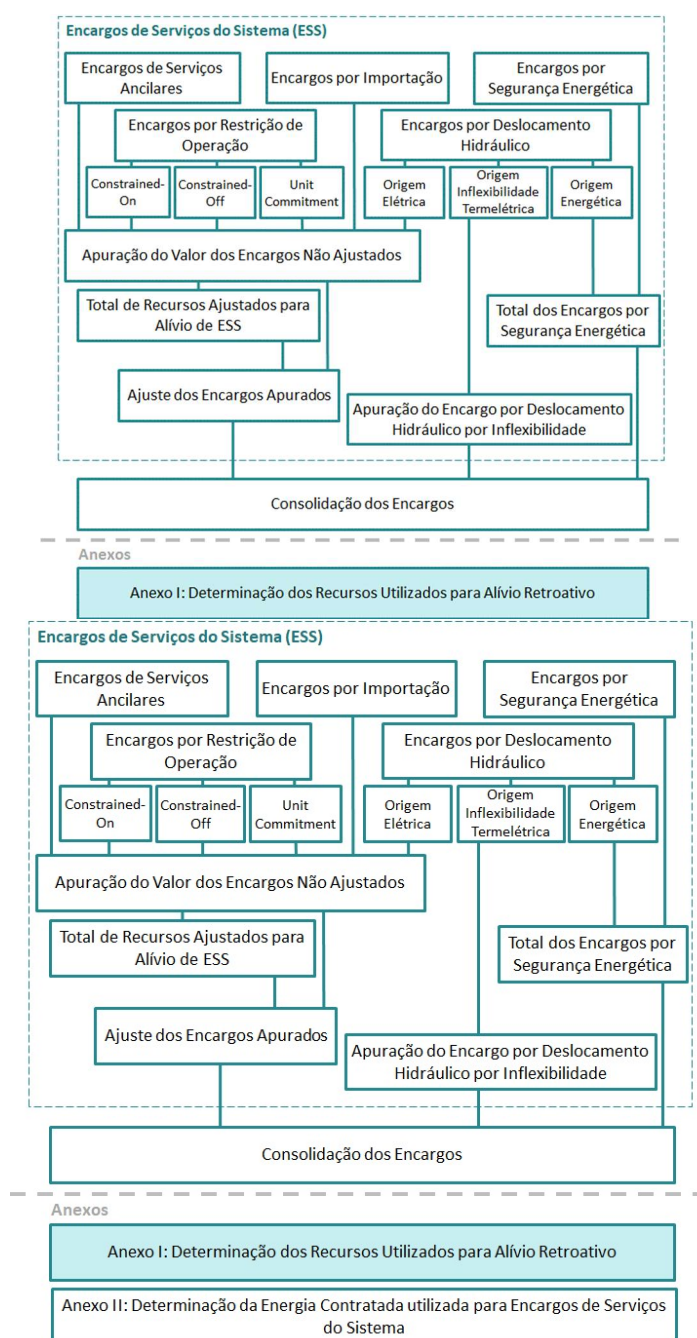 Encargos de Serviços do Sistema (ESS)
Encargos de Serviços
Ancilares
Encargos por Importação
Encargos por
Segurança Energética
Encargos por Restrição de
Operação
Encargos por Deslocamento
Hidráulico
Constrained-
On
Constrained-
Off
Unit
Commitment
Origem
Elétrica
Origem
Inflexibilidade
Termelétrica
Origem
Energética
Apuração do Valor dos Encargos Não Ajustados
Total de Recursos Ajustados para
Alívio de ESS
Total dos Encargos por
Segurança Energética
Ajuste dos Encargos Apurados
Apuração do Encargo por Deslocamento
Hidráulico por Inflexibilidade
Consolidação dos Encargos
Anexos
Anexo I: Determinação dos Recursos Utilizados para Alívio Retroativo
Encargos de Serviços do Sistema (ESS)
Encargos de Serviços
Ancilares
Encargos por Importação
Encargos por
Segurança Energética
Encargos por Restrição de
Operação
Encargos por Deslocamento
Hidráulico
Constrained-
On
Constrained-
Off
Unit
Commitment
Origem
Elétrica
Origem
Inflexibilidade
Termelétrica
Origem
Energética
Apuração do Valor dos Encargos Não Ajustados
Total de Recursos Ajustados para
Alívio de ESS
Total dos Encargos por
Segurança Energética
Ajuste dos Encargos Apurados
Apuração do Encargo por Deslocamento
Hidráulico por Inflexibilidade
Consolidação dos Encargos
Anexos
Anexo I: Determinação dos Recursos Utilizados para Alívio Retroativo
Anexo II: Determinação da Energia Contratada utilizada para Encargos de Serviços
do Sistema